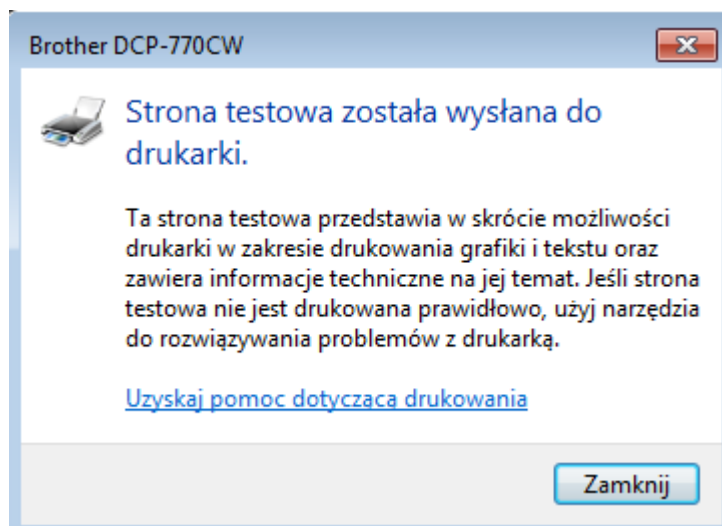 Brother DCP-770CW
Strona testowa została wysłana do
drukarki.
Ta strona testowa przedstawia w skrócie możliwości
drukarki w zakresie drukowania grafiki i tekstu oraz
zawiera informacje techniczne na jej temat. Jeśli strona
testowa nie jest drukowana prawidłowo, użyj narzędzia
do rozwiązywania problemów z drukarką.
Uzyskaj pomoc dotyczącą drukowania
Zamknij